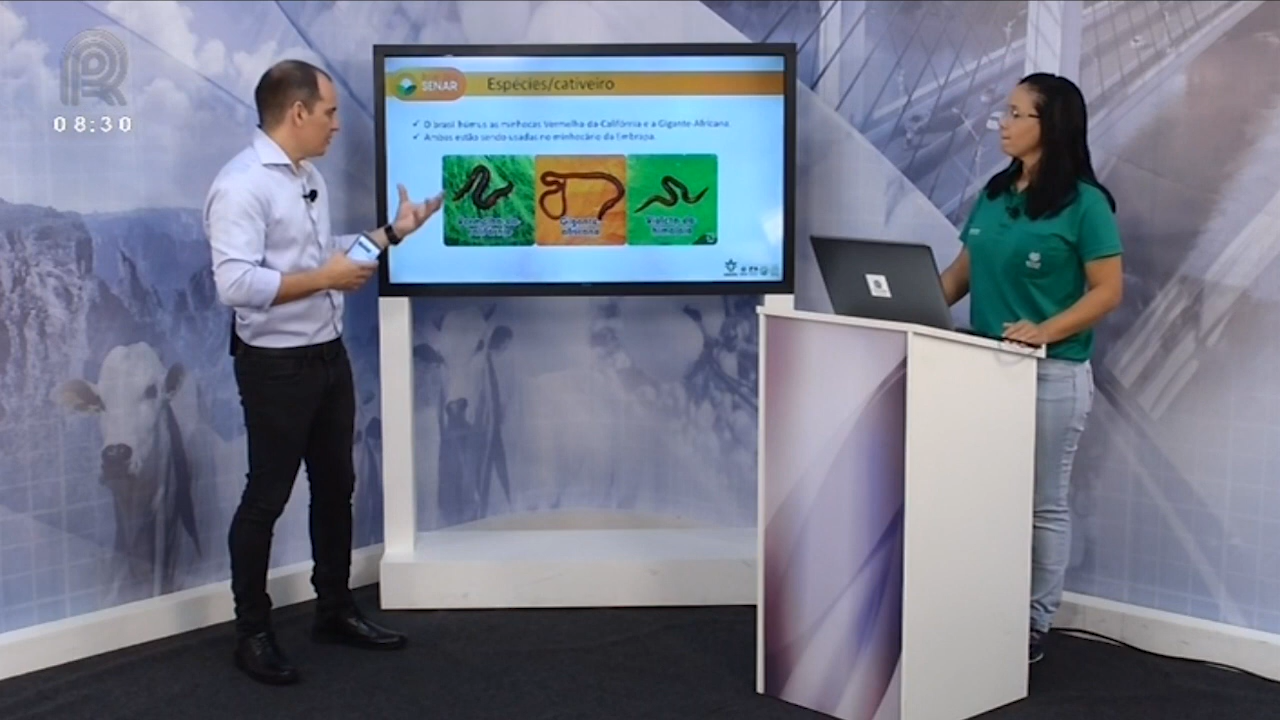 08:30
SENAR
Espécies/cativeiro
✓ O brasil húmus as minhocas Vermelha-da-Califórnia e a Gigante-Africana.
✓ Ambas estão sendo usadas no minhocário da Embrapa.
Gigante
africana